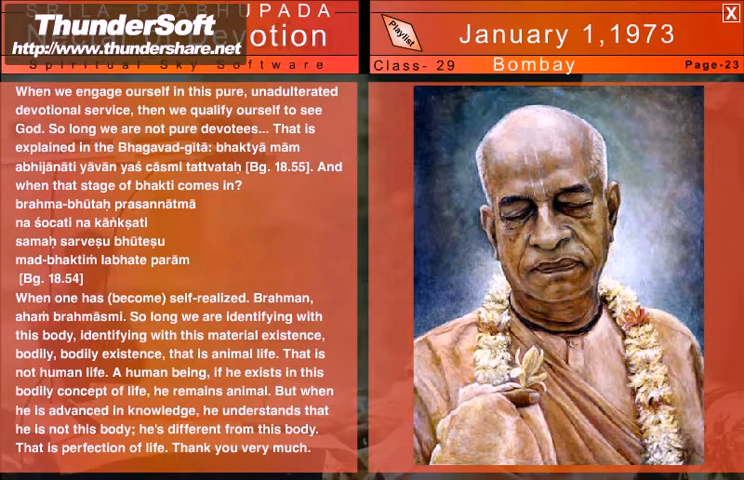 SRILA PRABHUPADA
ThunderSoft
http://www.thundershare.net
Devotion
Spiritual Sky Software
When we engage ourself in this pure, unadulterated
devotional service, then we qualify ourself to see
God. So long we are not pure devotees... That is
explained in the Bhagavad-gītā: bhaktyā mām
abhijānāti yāvān yaś cāsmi tattvataḥ [Bg. 18.55]. And
when that stage of bhakti comes in?
brahma-bhūtaḥ prasannātmā
na śocati na kāṅkṣati
samaḥ sarveṣu bhūteṣu
mad-bhaktiṁ labhate parām
[Bg. 18.54]
When one has (become) self-realized. Brahman,
ahaṁ brahmāsmi. So long we are identifying with
this body, identifying with this material existence,
bodily, bodily existence, that is animal life. That is
not human life. A human being, if he exists in this
bodily concept of life, he remains animal. But when
he is advanced in knowledge, he understands that
he is not this body; he's different from this body.
That is perfection of life. Thank you very much.
Playlist
January 1,1973
X
Class- 29
Bombay
Page-23